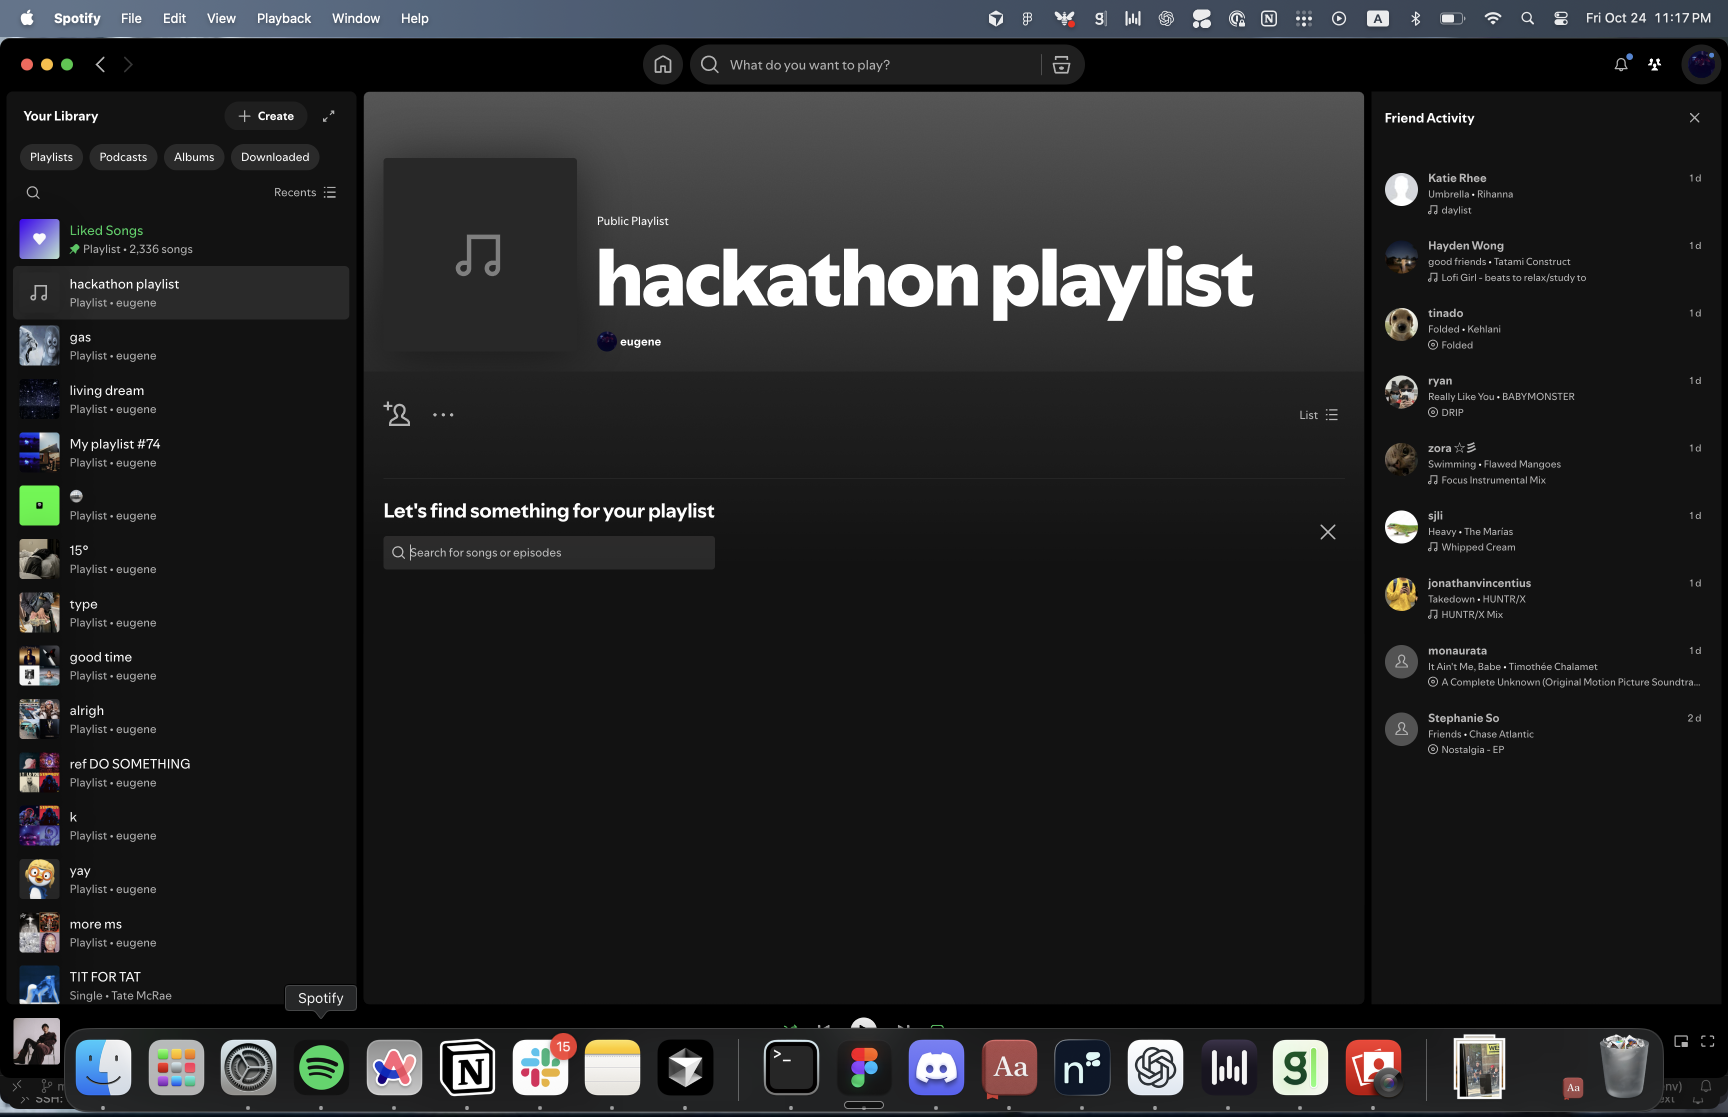 Spotify File Edit View Playback Window Help
A
Fri Oct 24 11:17 PM
What do you want to play?
Your Library
Create
Playlists Podcasts Albums Downloaded
Recents
Liked Songs
Playlist • 2,336 songs
hackathon playlist
Playlist • eugene
gas
Playlist • eugene
living dream
Playlist • eugene
My playlist #74
Playlist • eugene
Playlist • eugene
15°
Playlist • eugene
type
Playlist • eugene
good time
Playlist • eugene
alrigh
Playlist • eugene
ref DO SOMETHING
Playlist • eugene
k
Playlist • eugene
yay
Playlist • eugene
more ms
Playlist • eugene
TIT FOR TAT
Single • Tate McRae
Public Playlist
hackathon playlist
eugene
List
Let's find something for your playlist
Search for songs or episodes
Friend Activity
Katie Rhee 1 d
Umbrella • Rihanna
daylist
Hayden Wong 1 d
good friends • Tatami Construct
Lofi Girl - beats to relax/study to
tinado 1 d
Folded • Kehlani
Folded
ryan 1 d
Really Like You • BABYMONSTER
DRIP
zora ☆彡 1 d
Swimming • Flawed Mangoes
Focus Instrumental Mix
sjli 1 d
Heavy • The Marías
Whipped Cream
jonathanvincentius 1 d
Takedown • HUNTR/X
HUNTR/X Mix
monaurata 1 d
It Ain't Me, Babe • Timothée Chalamet
A Complete Unknown (Original Motion Picture Soundtra...
Stephanie So 2 d
Friends • Chase Atlantic
Nostalgia - EP
Spotify
15
>_
Aa
n
g
Aa
SSH: